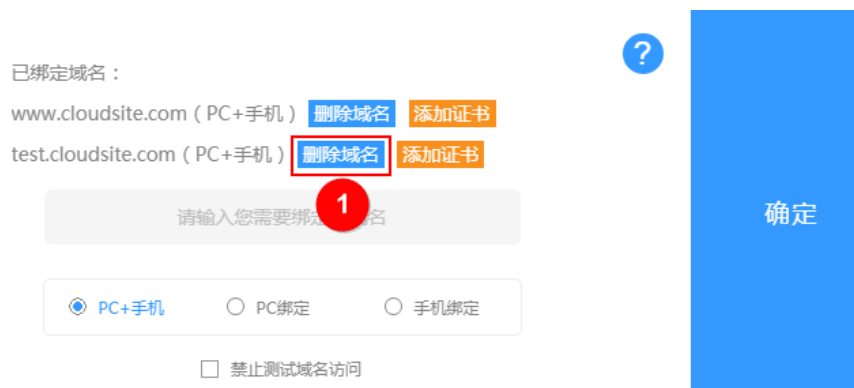 ?
已绑定域名：
www.cloudsite.com（PC+手机） 删除域名 添加证书
test.cloudsite.com（PC+手机） 删除域名 添加证书
1
请输入您需要绑 名
确定
PC+手机 PC绑定 手机绑定
禁止测试域名访问